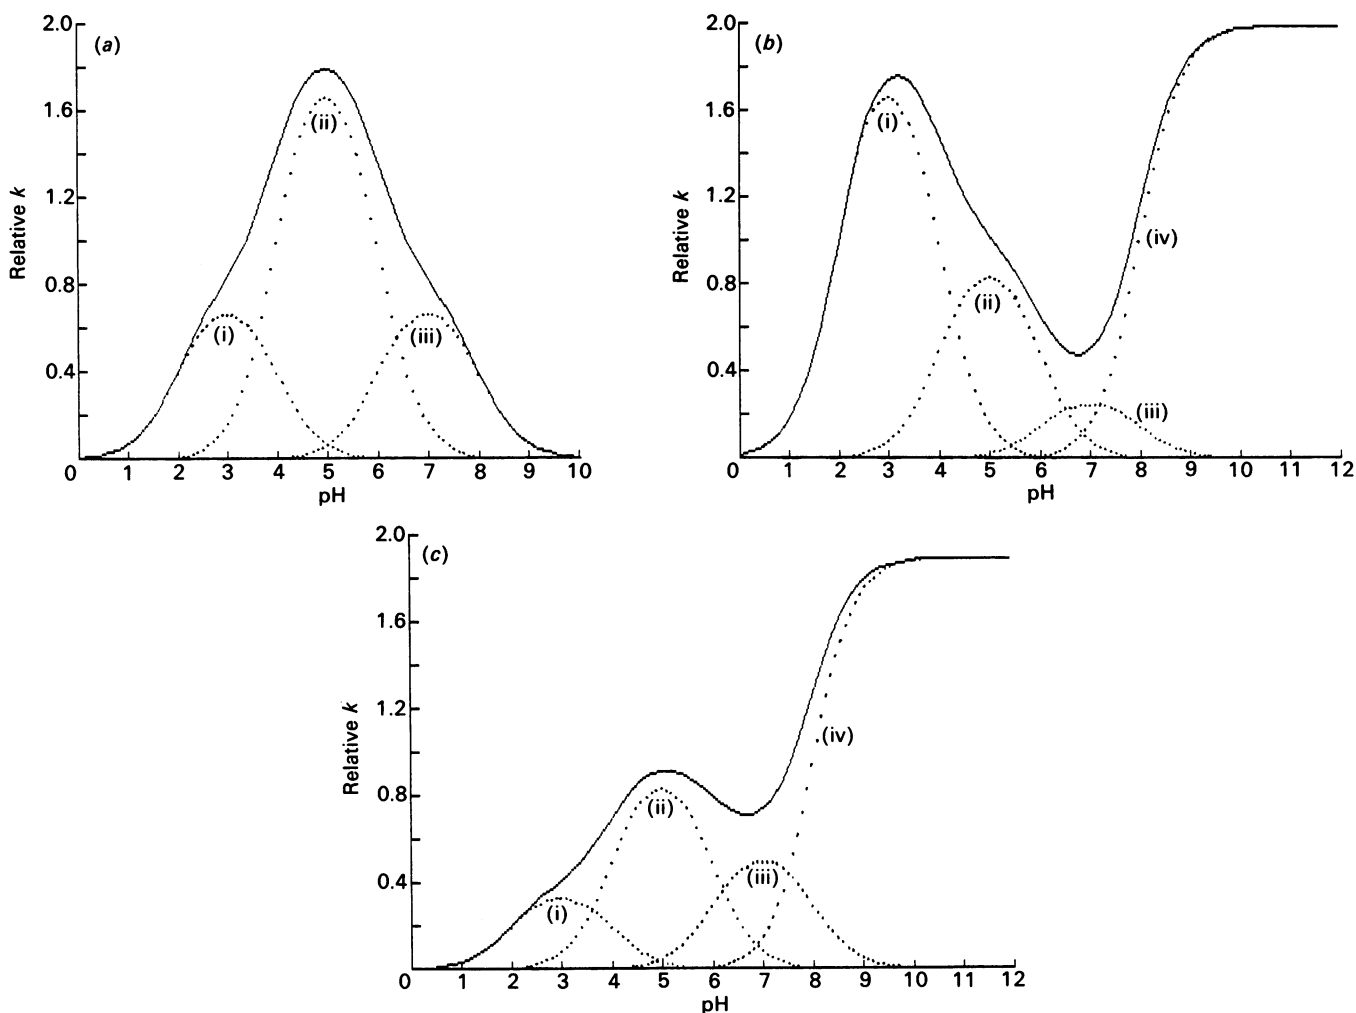 (a)
2.0
1.6
1.2
0.8
0.4
Relative k
(i)
(ii)
(iii)
0 1 2 3 4 5 6 7 8 9 10
pH
(b)
2.0
1.6
1.2
0.8
0.4
Relative k
(i)
(ii)
(iii)
(iv)
0 1 2 3 4 5 6 7 8 9 10 11 12
pH
(c)
2.0
1.6
1.2
0.8
0.4
Relative k
(i)
(ii)
(iii)
(iv)
0 1 2 3 4 5 6 7 8 9 10 11 12
pH